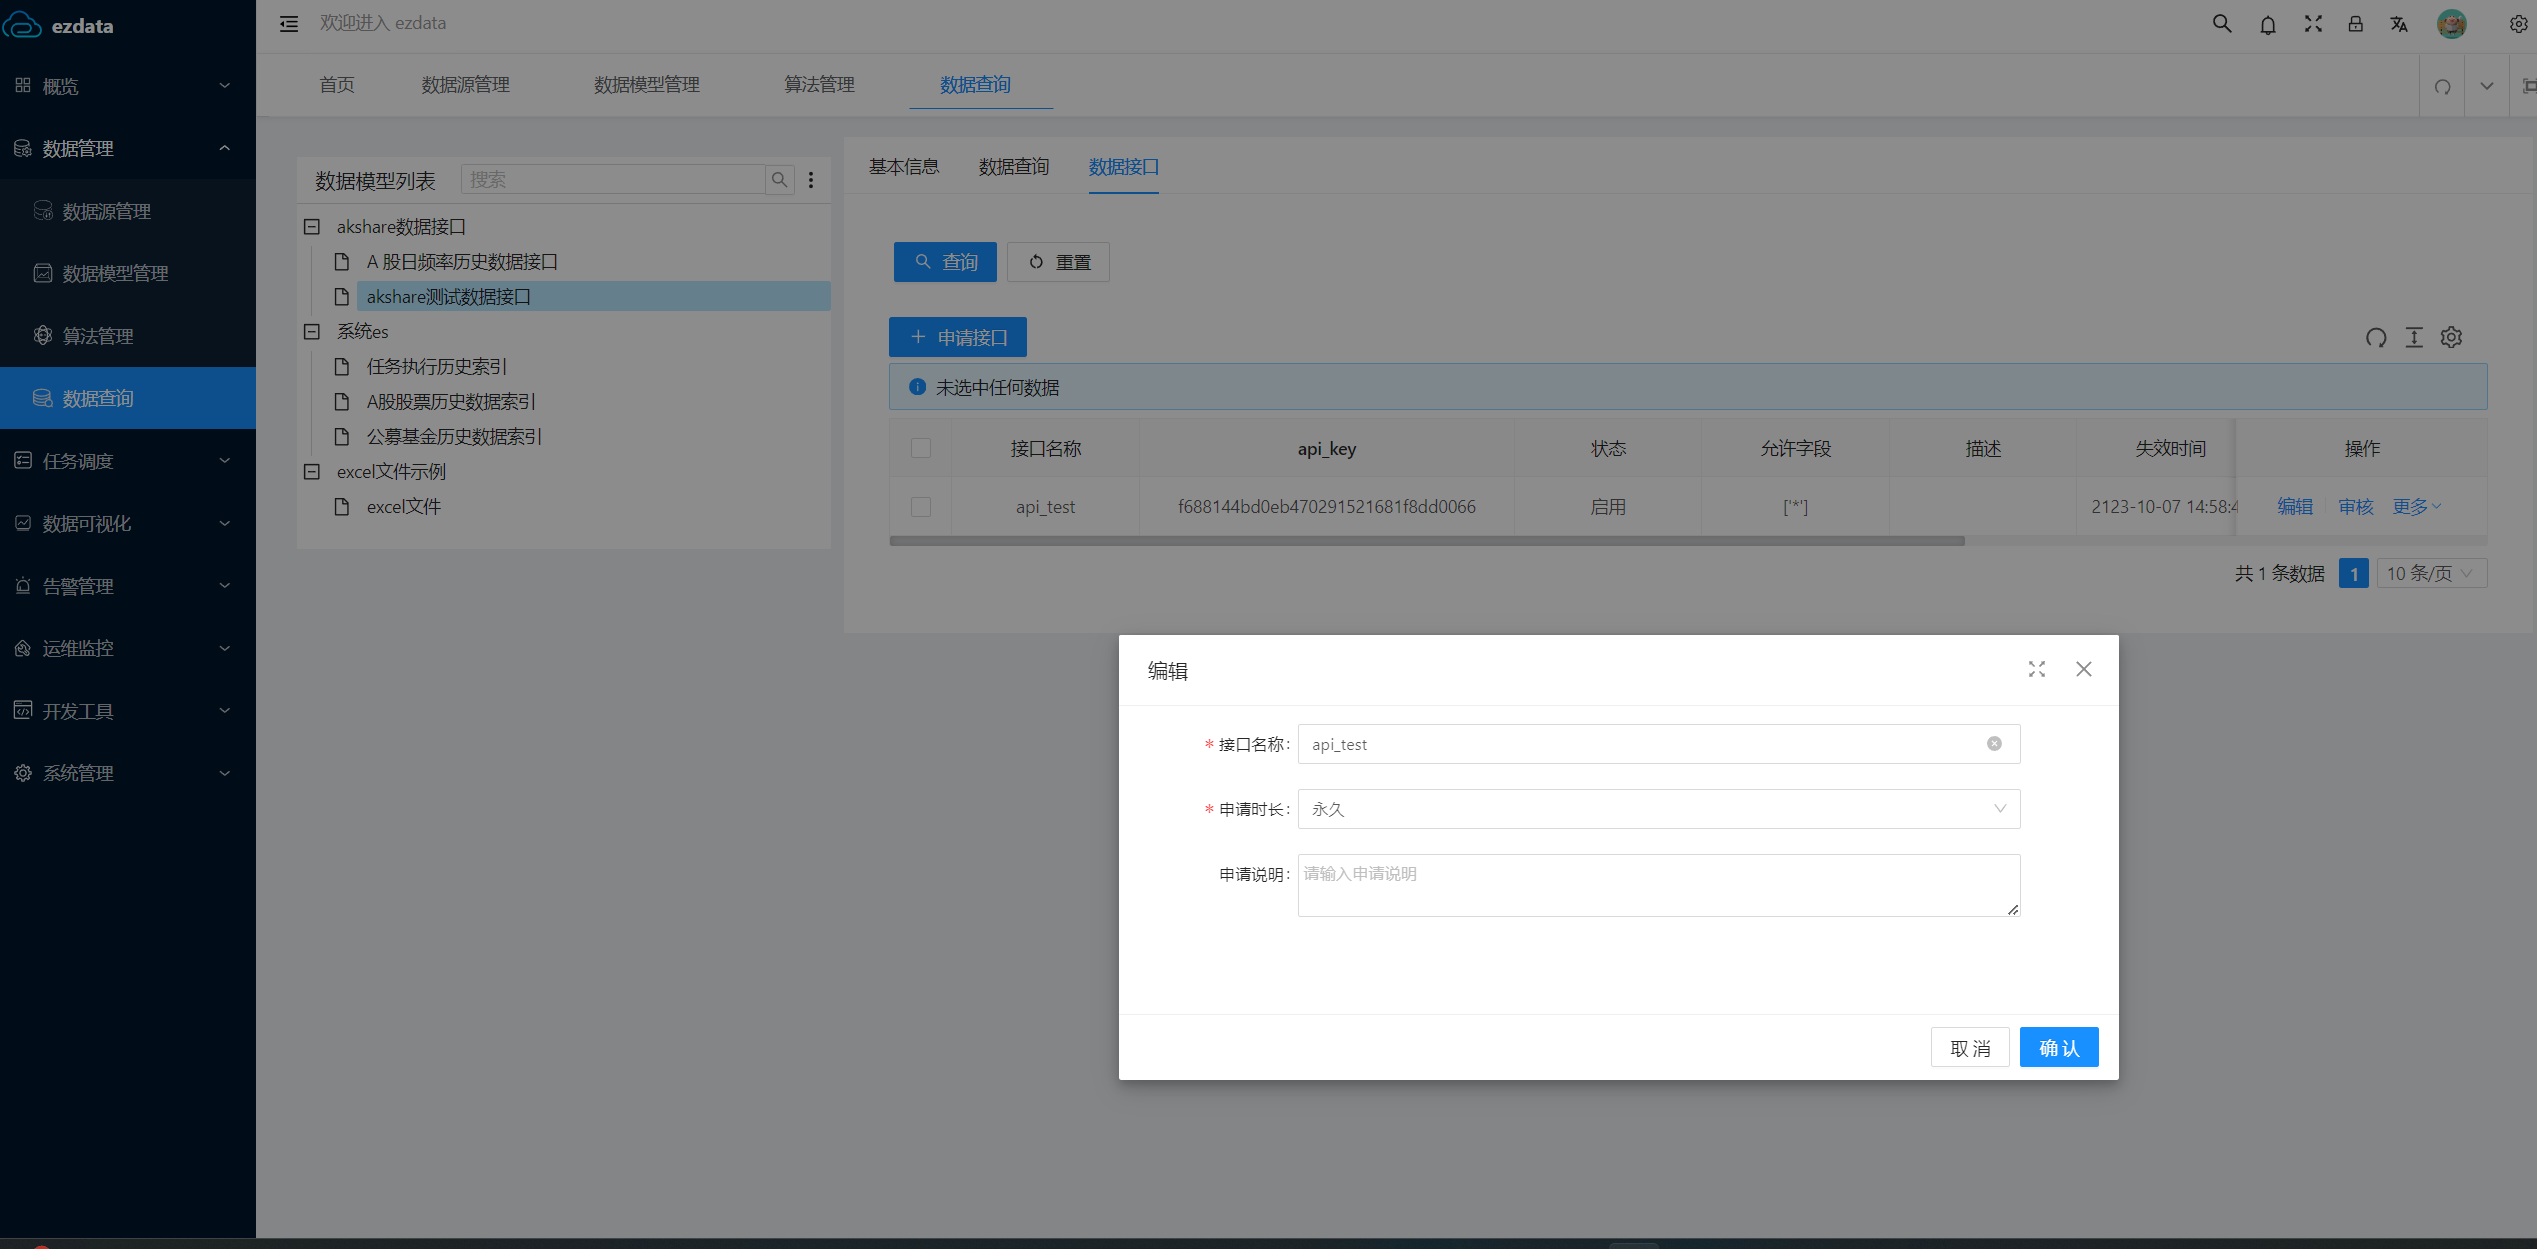 ezdata
欢迎进入 ezdata
概览
数据管理
数据源管理
数据模型管理
算法管理
数据查询
任务调度
数据可视化
告警管理
运维监控
开发工具
系统管理
首页
数据源管理
数据模型管理
算法管理
数据查询
数据模型列表
搜索
akshare数据接口
A 股日频率历史数据接口
akshare测试数据接口
系统es
任务执行历史索引
A股股票历史数据索引
公募基金历史数据索引
excel文件示例
excel文件
基本信息 数据查询 数据接口
查询 重置
申请接口
未选中任何数据
接口名称 api_key 状态 允许字段 描述 失效时间 操作
api_test f688144bd0eb470291521681f8dd0066 启用 ['*'] 2123-10-07 14:58:4 编辑 审核 更多
共 1 条数据 1 10 条/页
编辑
* 接口名称: api_test
* 申请时长: 永久
申请说明: 请输入申请说明
取消 确认